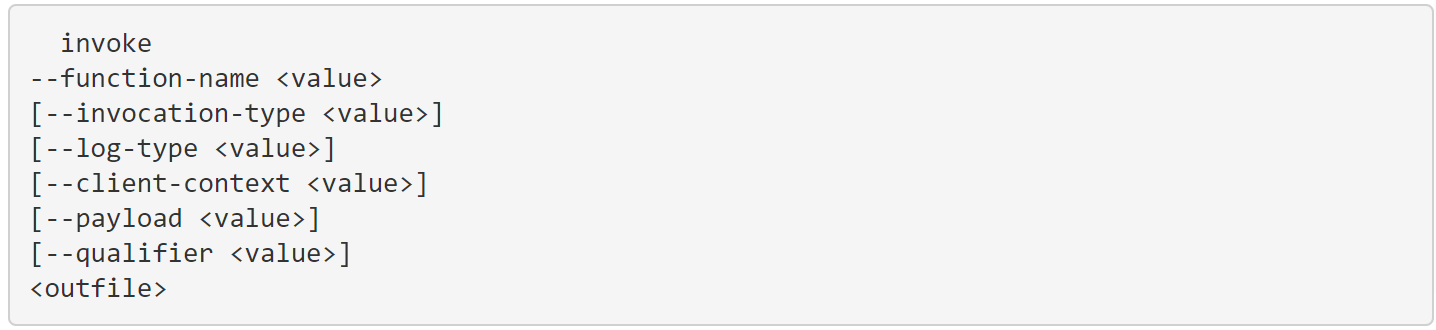 invoke
--function-name <value>
[--invocation-type <value>]
[--log-type <value>]
[--client-context <value>]
[--payload <value>]
[--qualifier <value>]
<outfile>